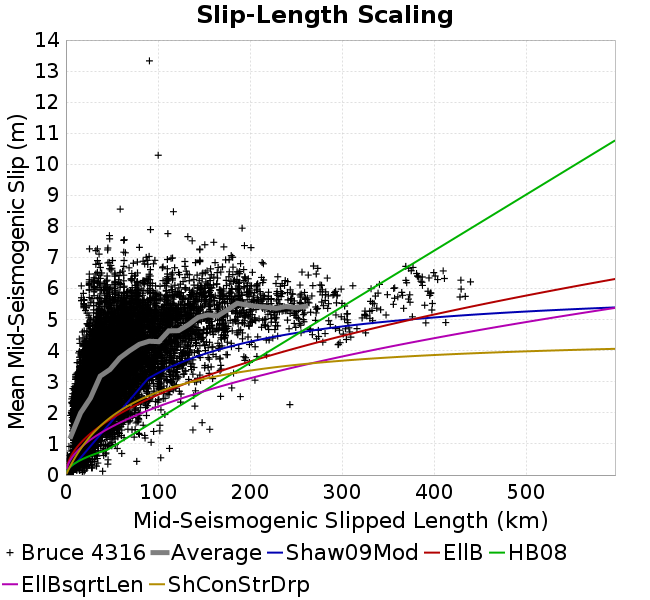 Slip-Length Scaling
Mean Mid-Seismogenic Slip (m)
14
13
12
11
10
9
8
7
6
5
4
3
2
1
0
0 100 200 300 400 500
Mid-Seismogenic Slipped Length (km)
Bruce 4316 Average Shaw09Mod EllB HB08
EllBsqrtLen ShConStrDrp